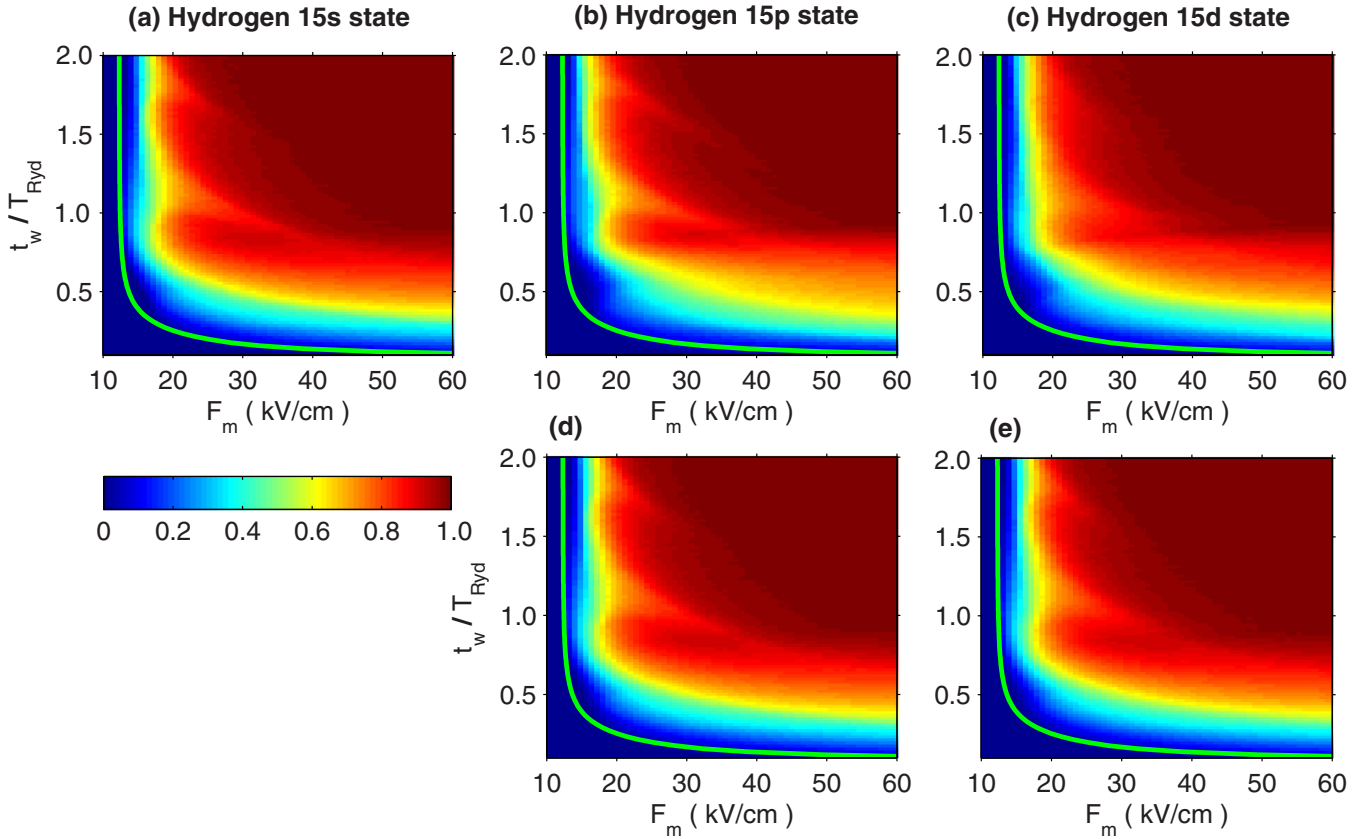 (a) Hydrogen 15s state
(b) Hydrogen 15p state
(c) Hydrogen 15d state
2.0
1.5
1.0
0.5
t_w / T_Ryd
10 20 30 40 50 60
F_m ( kV/cm )
2.0
1.5
1.0
0.5
10 20 30 40 50 60
F_m ( kV/cm )
2.0
1.5
1.0
0.5
10 20 30 40 50 60
F_m ( kV/cm )
0 0.2 0.4 0.6 0.8 1.0
(d)
2.0
1.5
1.0
0.5
t_w / T_Ryd
10 20 30 40 50 60
F_m ( kV/cm )
(e)
2.0
1.5
1.0
0.5
10 20 30 40 50 60
F_m ( kV/cm )